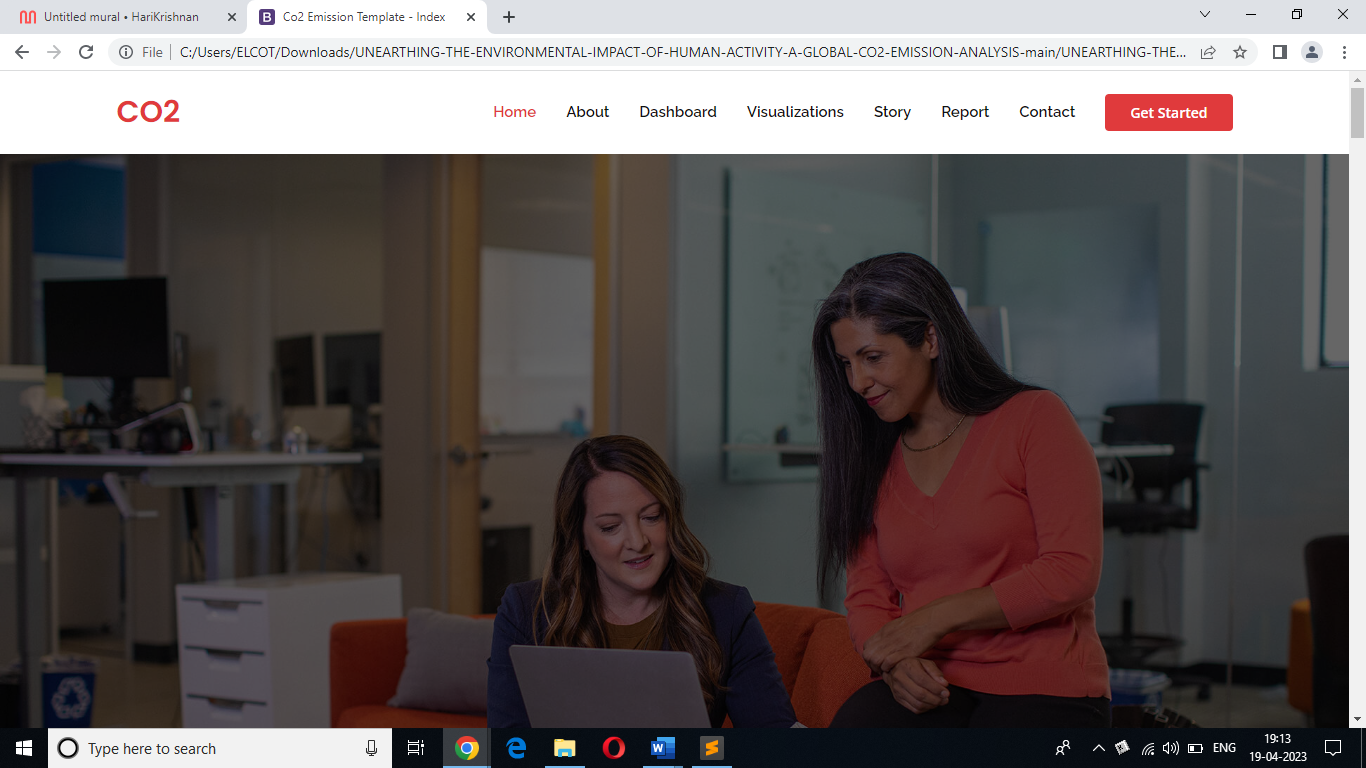 Untitled mural • HariKrishnan
Co2 Emission Template - Index
File
C:/Users/ELCOT/Downloads/UNEARTHING-THE-ENVIRONMENTAL-IMPACT-OF-HUMAN-ACTIVITY-A-GLOBAL-CO2-EMISSION-ANALYSIS-main/UNEARTHING-THE...
CO2
Home
About
Dashboard
Visualizations
Story
Report
Contact
Get Started
Type here to search
ENG
19:13
19-04-2023